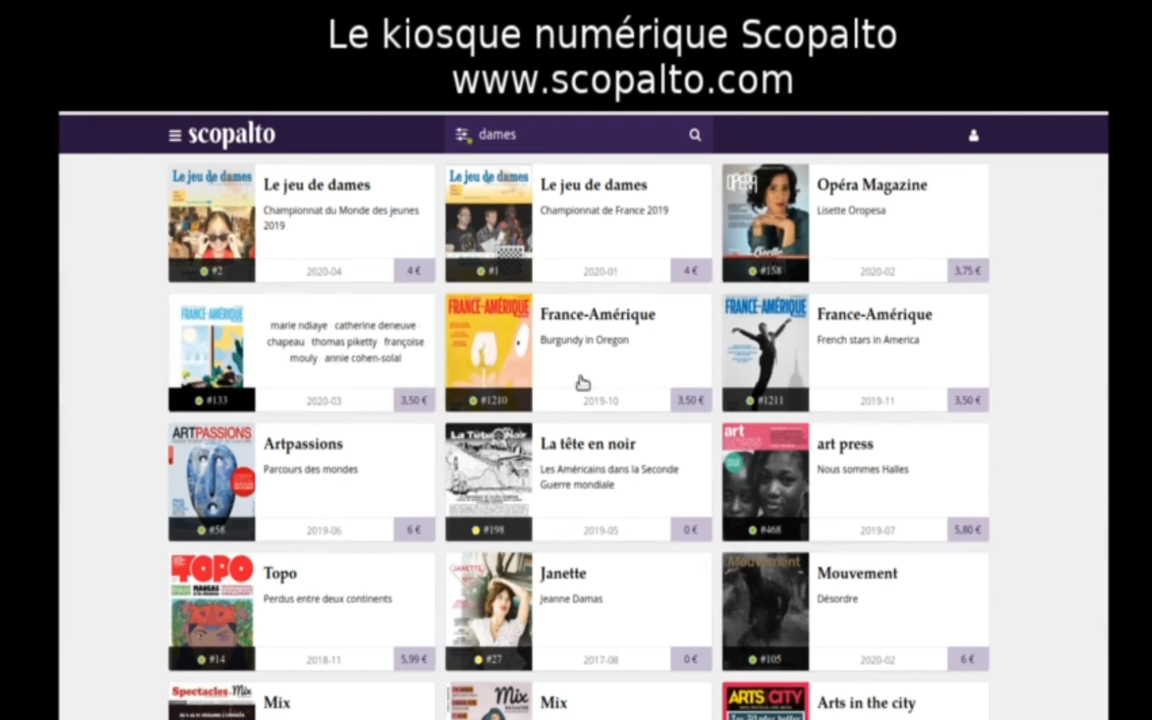 Le kiosque numérique Scopalto
www.scopalto.com
scopalto
dames
Le jeu de dames
Le jeu de dames
Championnat du Monde des jeunes
2019
#2
2020-04
4 €
Le jeu de dames
Le jeu de dames
Championnat de France 2019
#1
2020-01
4 €
OPÉRA
Opéra Magazine
Lisette Oropesa
#158
2020-02
3,75 €
FRANCE-AMÉRIQUE
marie ndiaye catherine deneuve
chapeau thomas piketty françoise
mouly annie cohen-solal
#133
2020-03
3,50 €
FRANCE-AMÉRIQUE
France-Amérique
Burgundy in Oregon
#1210
2019-10
3,50 €
FRANCE-AMÉRIQUE
France-Amérique
French stars in America
#1211
2019-11
3,50 €
ARTPASSIONS
Artpassions
Parcours des mondes
#58
2019-06
6 €
La Tête Noir
La tête en noir
Les Américains dans la Seconde
Guerre mondiale
#198
2019-05
0 €
art
art press
Nous sommes Halles
#468
2019-07
5,80 €
TOPO
Topo
Perdus entre deux continents
#14
2018-11
5,99 €
JANETTE
Janette
Jeanne Damas
#27
2017-08
0 €
Mouvement
Mouvement
Désordre
#105
2020-02
6 €
Spectacles Mix
Mix
Mix
Mix
ARTS CITY
Arts in the city